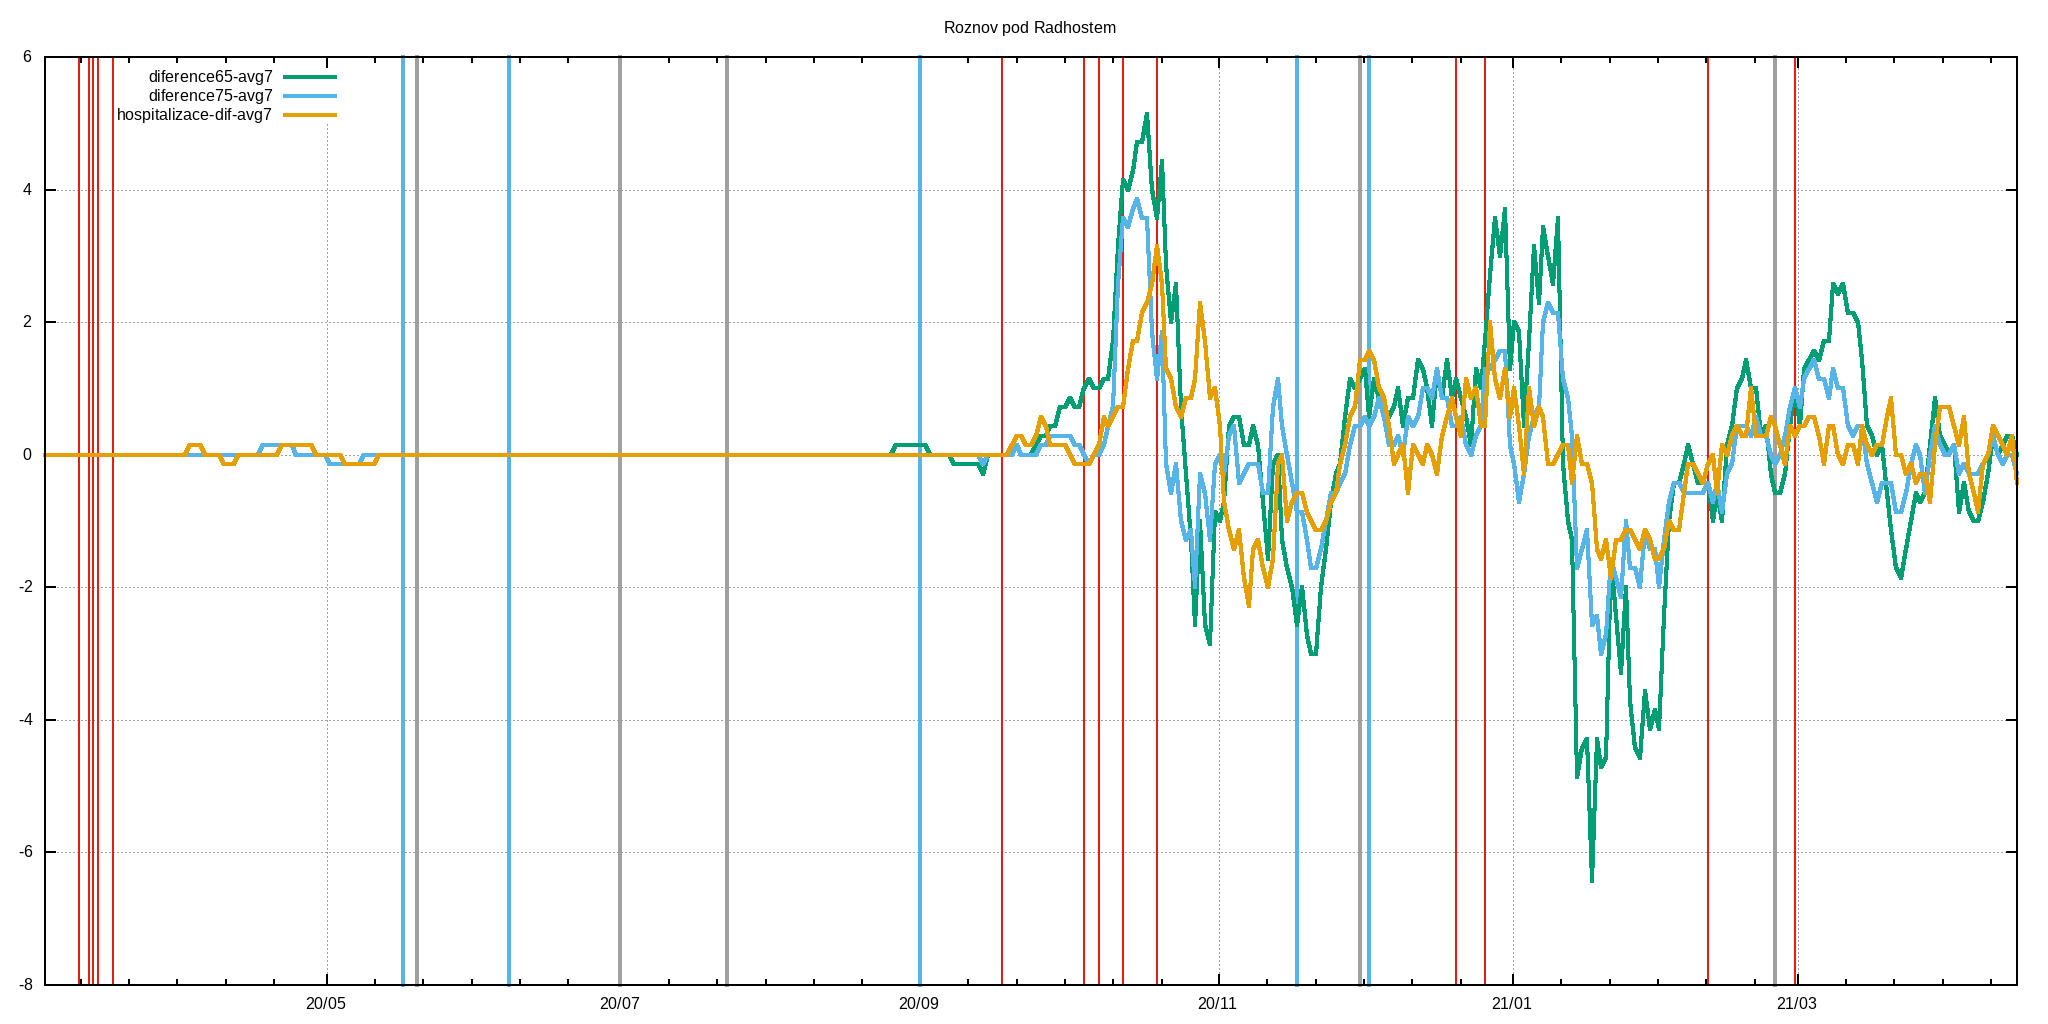 Roznov pod Radhostem
6
diference65-avg7
diference75-avg7
hospitalizace-dif-avg7
4
2
0
-2
-4
-6
-8
20/05 20/07 20/09 20/11 21/01 21/03